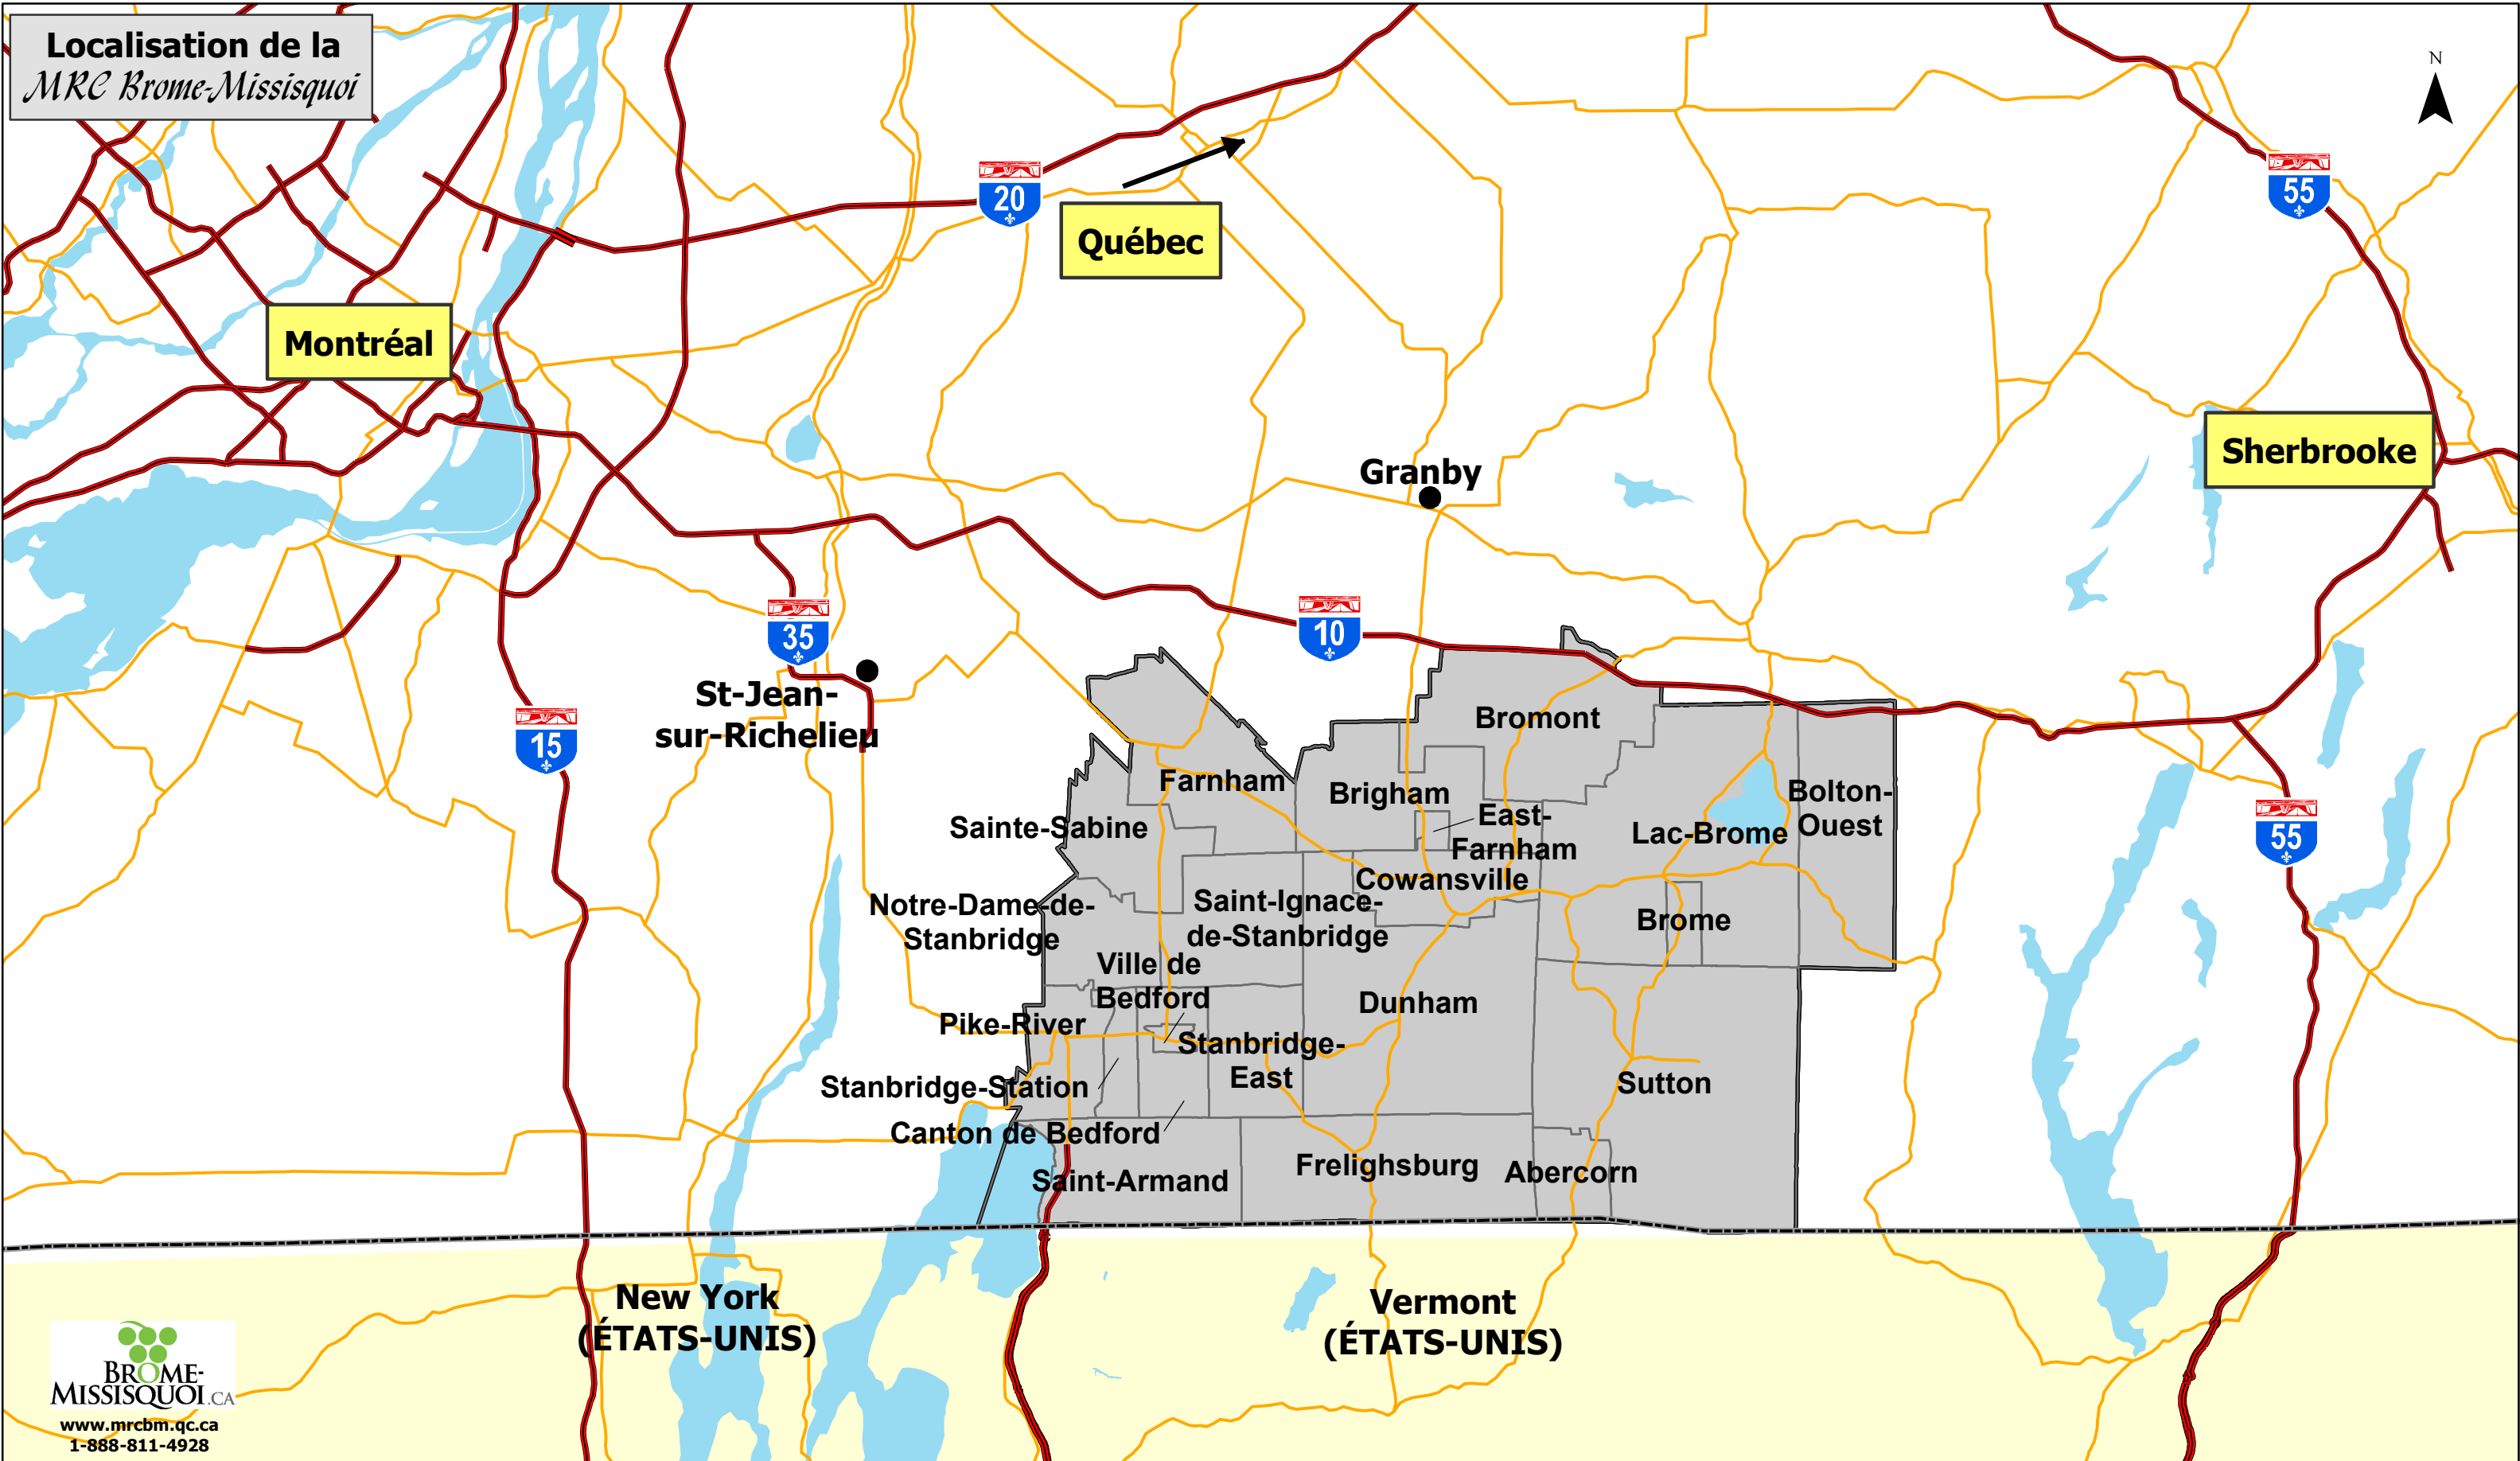 Localisation de la
MRC Brome-Missisquoi
N
20
55
Québec
Montréal
Sherbrooke
Granby
35
10
St-Jean-
sur-Richelieu
15
Bromont
Farnham
Brigham
Bolton-
Ouest
East-
Farnham
Sainte-Sabine
Lac-Brome
55
Cowansville
Notre-Dame-de-
Stanbridge
Saint-Ignace-
de-Stanbridge
Brome
Ville de
Bedford
Dunham
Pike-River
Stanbridge-
East
Stanbridge-Station
Sutton
Canton de Bedford
Saint-Armand
Frelighsburg
Abercorn
New York
(ÉTATS-UNIS)
Vermont
(ÉTATS-UNIS)
BROME-
MISSISQUOI.CA
www.mrcbm.qc.ca
1-888-811-4928